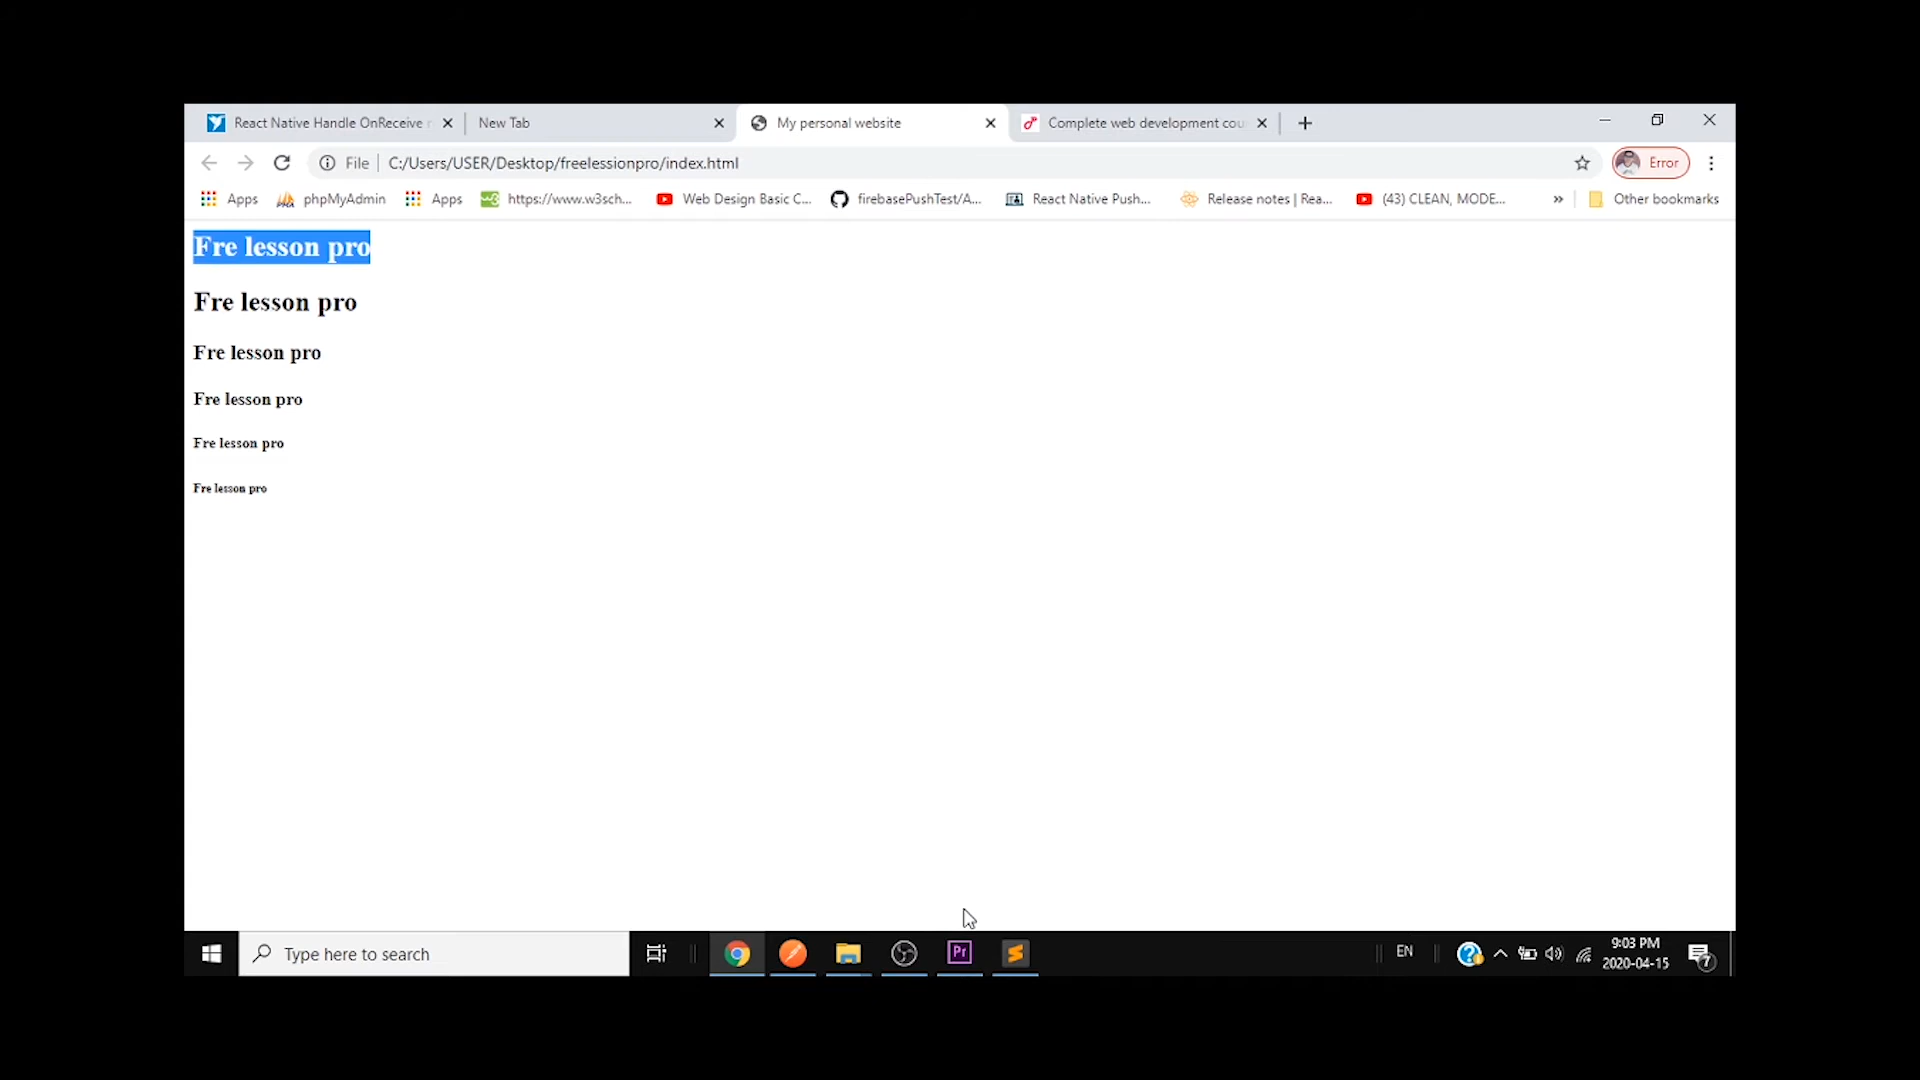 React Native Handle OnReceive
New Tab
My personal website
Complete web development cou
File C:/Users/USER/Desktop/freelessionpro/index.html
Error
Apps
phpMyAdmin
Apps
https://www.w3sch...
Web Design Basic C...
firebasePushTest/A...
React Native Push...
Release notes | Rea...
(43) CLEAN, MODE...
»
Other bookmarks
Fre lesson pro
Fre lesson pro
Fre lesson pro
Fre lesson pro
Fre lesson pro
Fre lesson pro
Type here to search
Pr
EN
9:03 PM
2020-04-15
7